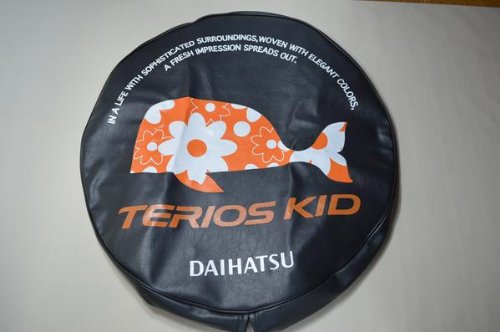 IN A LIFE WITH SOPHISTICATED SURROUNDINGS, WOVEN WITH ELEGANT COLORS,
A FRESH IMPRESSION SPREADS OUT.
TERIOS KID
DAIHATSU